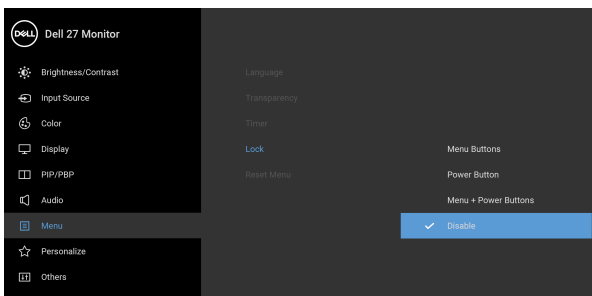 DELL Dell 27 Monitor
Brightness/Contrast
Input Source
Color
Display
PIP/PBP
Audio
Menu
Personalize
Others
Language
Transparency
Timer
Lock
Reset Menu
Menu Buttons
Power Button
Menu + Power Buttons
Disable